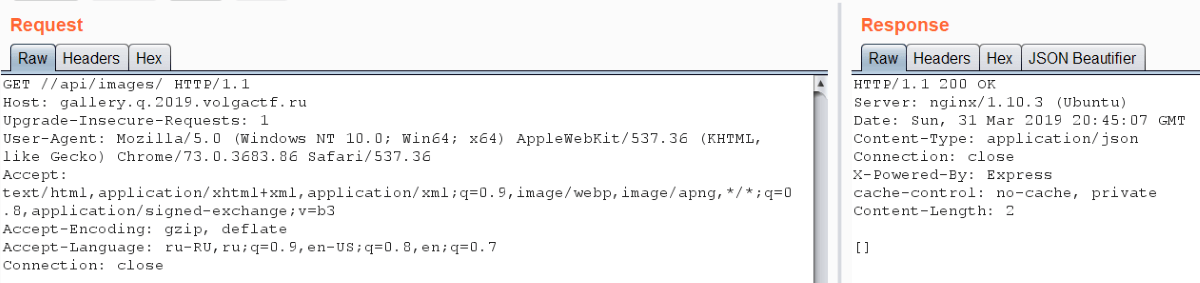 Request
Raw Headers Hex
GET //api/images/ HTTP/1.1
Host: gallery.q.2019.volgactf.ru
Upgrade-Insecure-Requests: 1
User-Agent: Mozilla/5.0 (Windows NT 10.0; Win64; x64) AppleWebKit/537.36 (KHTML,
like Gecko) Chrome/73.0.3683.86 Safari/537.36
Accept:
text/html,application/xhtml+xml,application/xml;q=0.9,image/webp,image/apng,*/*;q=0
.8,application/signed-exchange;v=b3
Accept-Encoding: gzip, deflate
Accept-Language: ru-RU,ru;q=0.9,en-US;q=0.8,en;q=0.7
Connection: close
Response
Raw Headers Hex JSON Beautifier
HTTP/1.1 200 OK
Server: nginx/1.10.3 (Ubuntu)
Date: Sun, 31 Mar 2019 20:45:07 GMT
Content-Type: application/json
Connection: close
X-Powered-By: Express
cache-control: no-cache, private
Content-Length: 2
[]